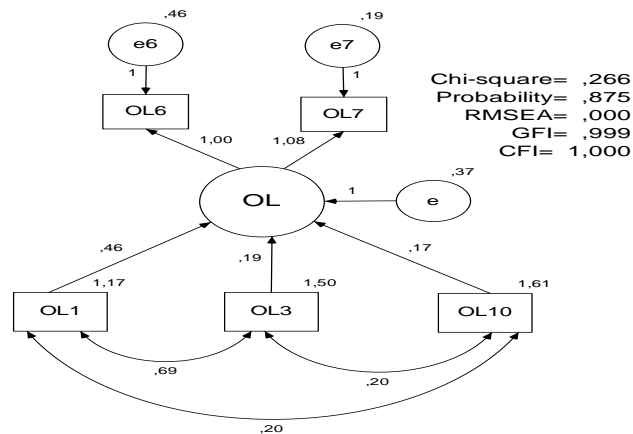 ,46
,19
e6
e7
1
1
Chi-square= ,266
Probability= ,875
RMSEA= ,000
GFI= ,999
CFI= 1,000
OL6
OL7
1,00
1,08
,37
OL
1
e
,46
,19
,17
1,17
1,50
1,61
OL1
OL3
OL10
,69
,20
,20